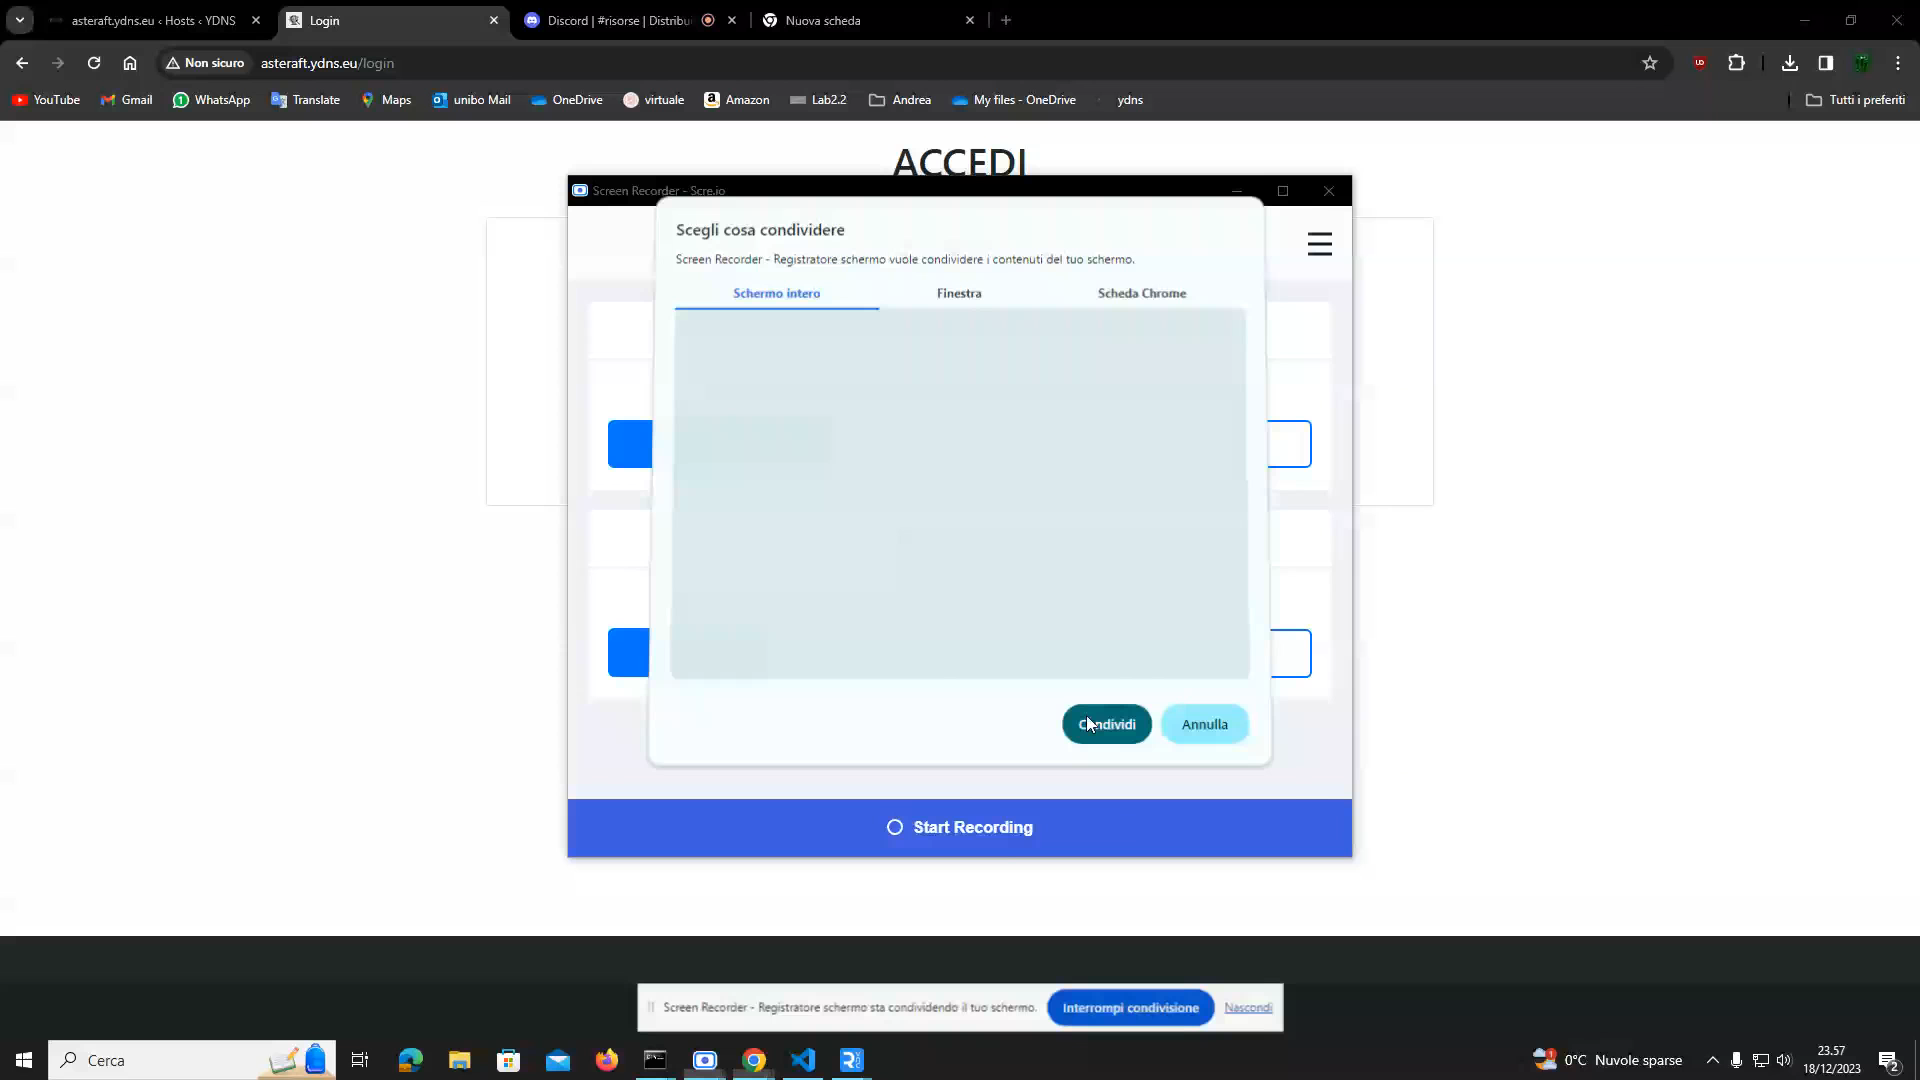 asteraft.ydns.eu ‹ Hosts ‹ YDNS
Login
Discord | #risorse | Distribu
Nuova scheda
Non sicuro
asteraft.ydns.eu/login
YouTube
Gmail
WhatsApp
Translate
Maps
unibo Mail
OneDrive
virtuale
Amazon
Lab2.2
Andrea
My files - OneDrive
ydns
Tutti i preferiti
ACCEDI
Screen Recorder - Scre.io
Scegli cosa condividere
Screen Recorder - Registratore schermo vuole condividere i contenuti del tuo schermo.
Schermo intero
Finestra
Scheda Chrome
Condividi
Annulla
Start Recording
Screen Recorder - Registratore schermo sta condividendo il tuo schermo.
Interrompi condivisione
Nascondi
Cerca
0°C Nuvole sparse
23.57
18/12/2023
2